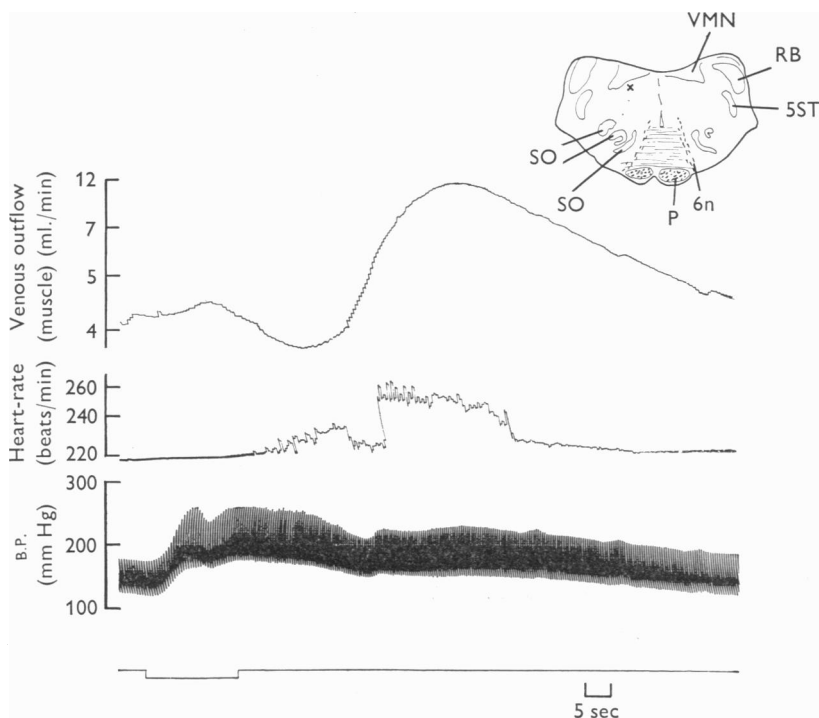 VMN
RB
5ST
SO
SO
P
6n
Venous outflow
(muscle) (ml./min)
12
7
5
4
Heart-rate
(beats/min)
260
240
220
B.P.
(mm Hg)
300
200
100
5 sec
x